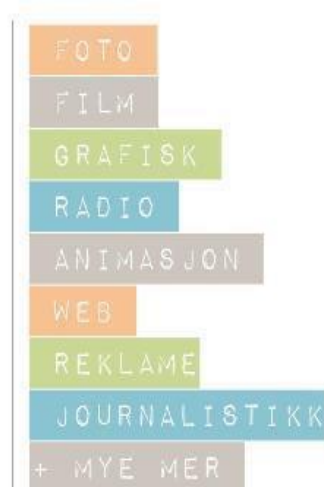 FOTO
FILM
GRAFISK
RADIO
ANIMASJON
WEB
REKLAME
JOURNALISTIKK
+ MYE MER